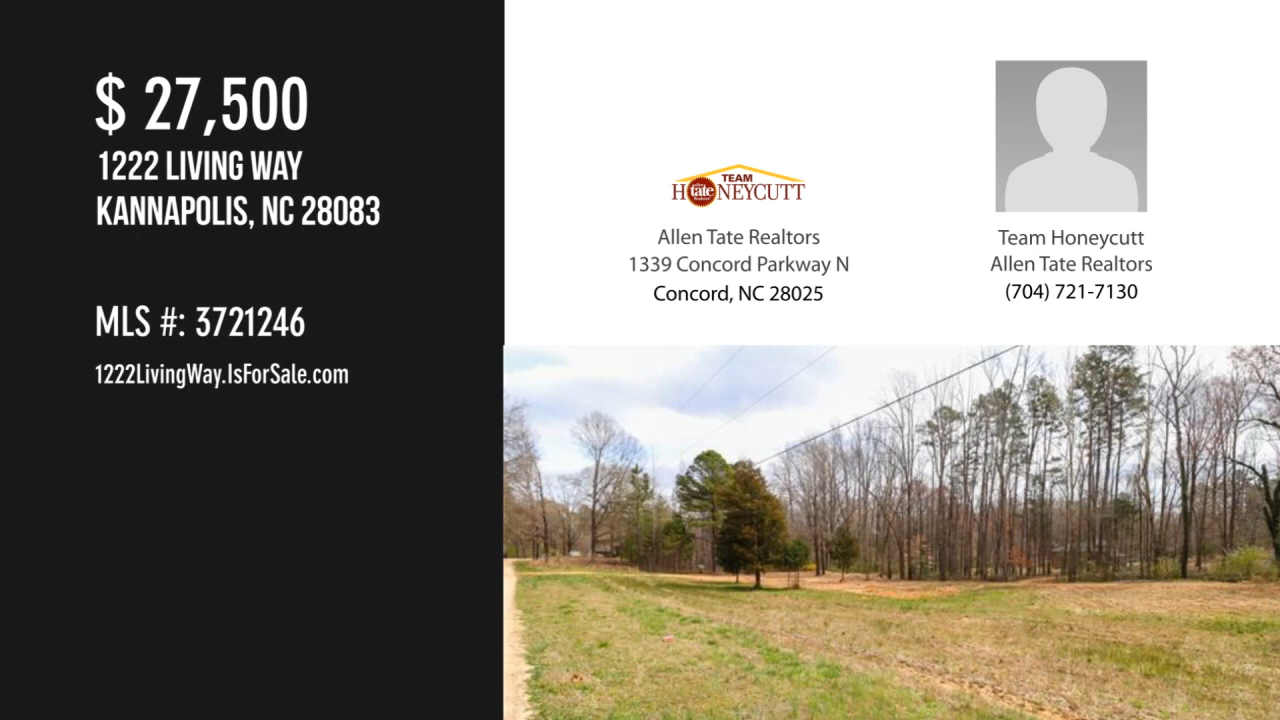 $ 27,500
1222 LIVING WAY
KANNAPOLIS, NC 28083
MLS #: 3721246
1222LivingWay.IsForSale.com
TEAM
HONEYCUTT
tate
Allen Tate Realtors
1339 Concord Parkway N
Concord, NC 28025
Team Honeycutt
Allen Tate Realtors
(704) 721-7130